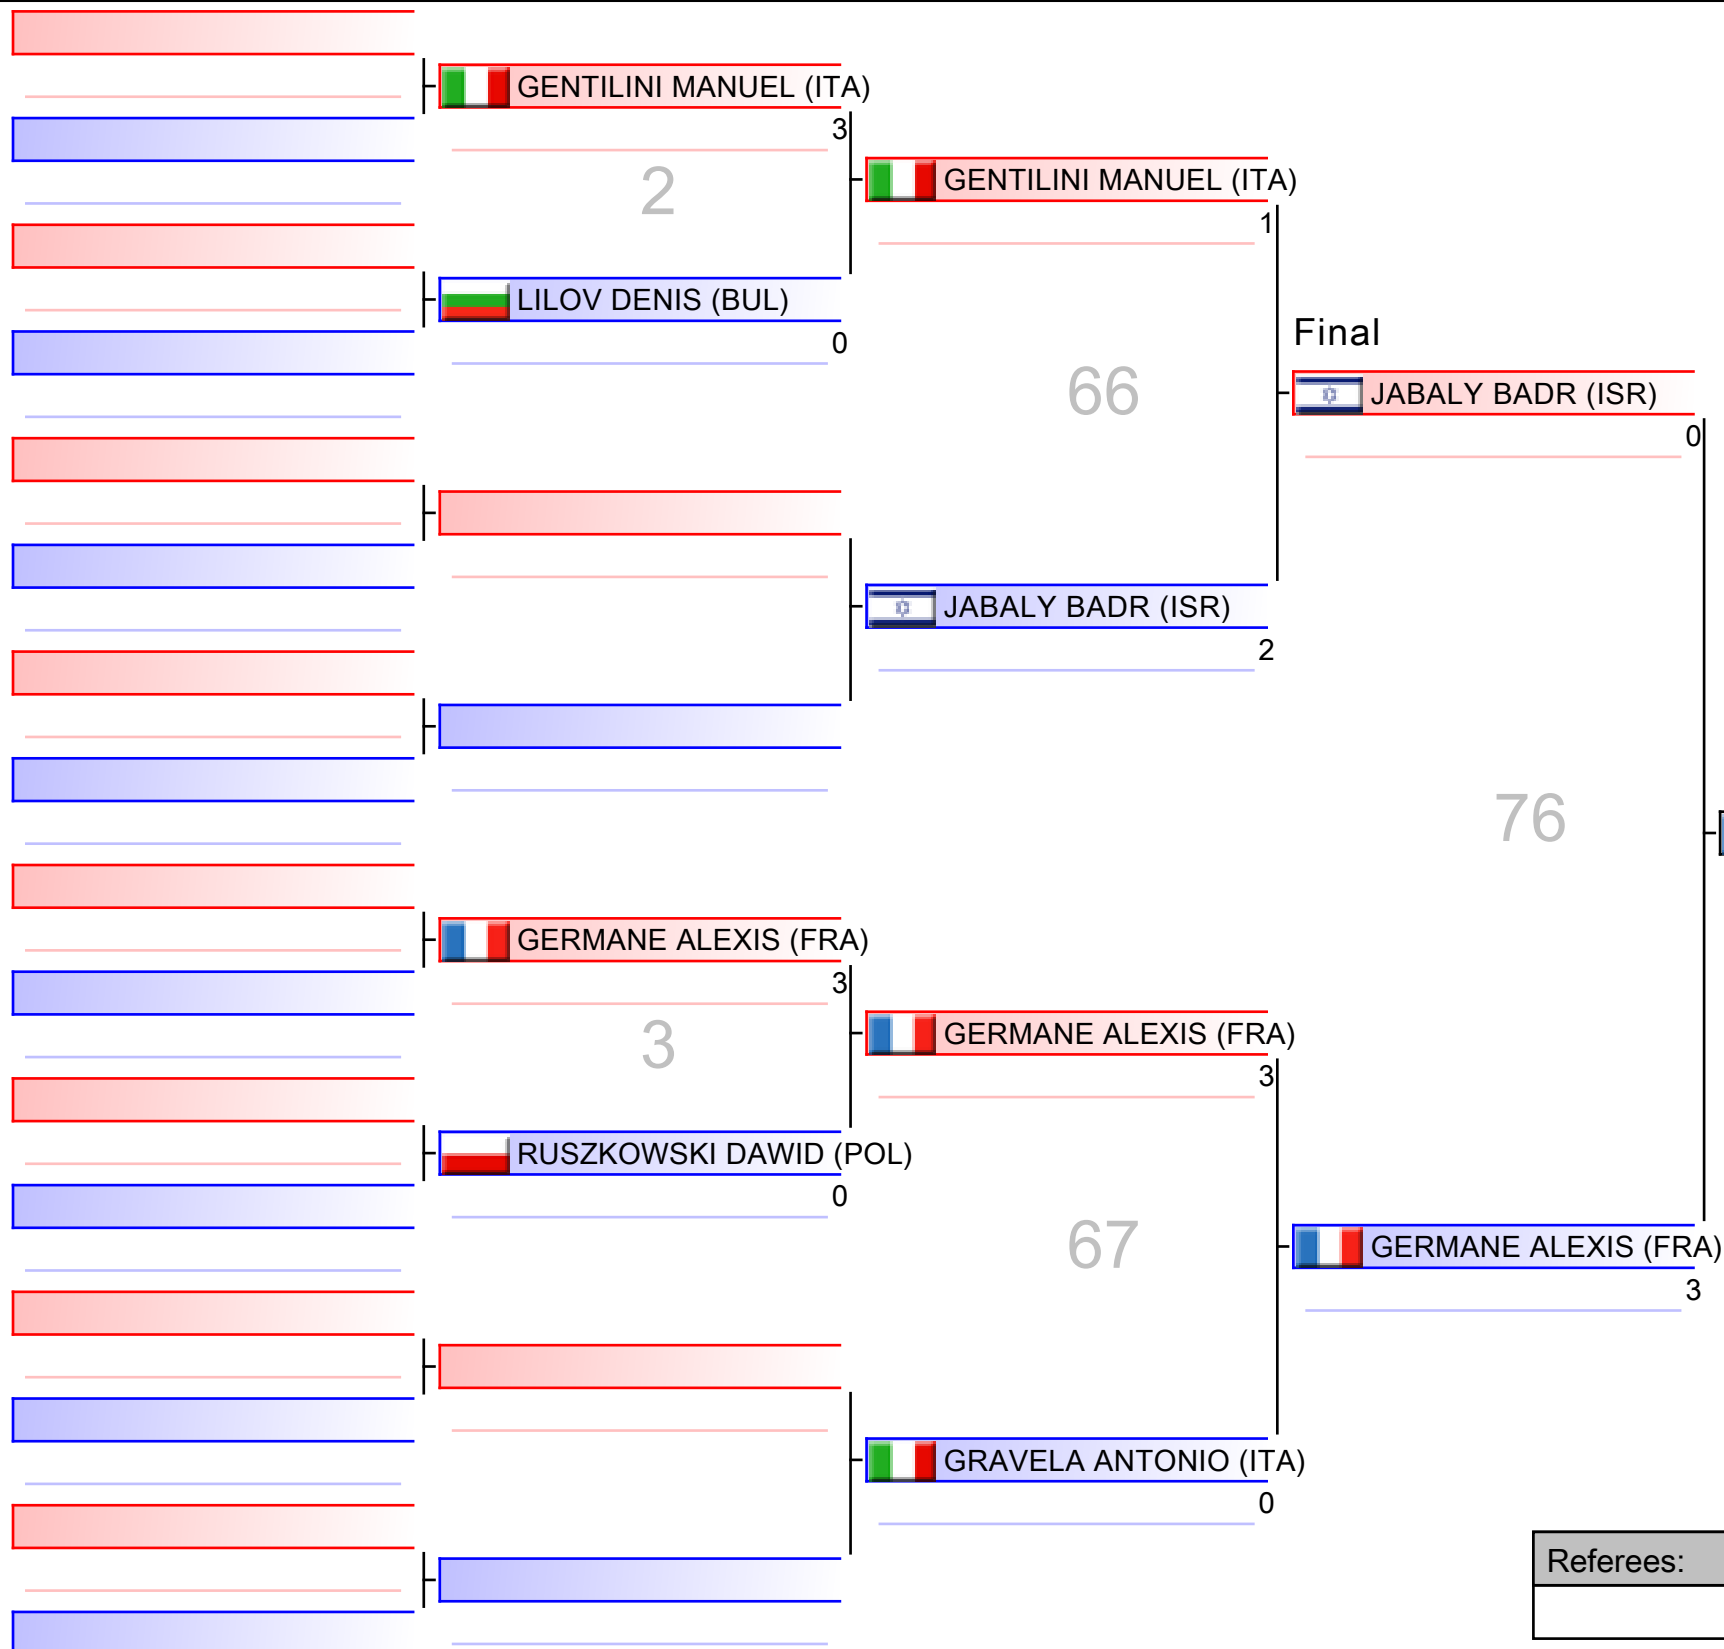 GENTILINI MANUEL (ITA)
3
2
LILOV DENIS (BUL)
0
GENTILINI MANUEL (ITA)
1
66
JABALY BADR (ISR)
2
Final
JABALY BADR (ISR)
0
76
GERMANE ALEXIS (FRA)
3
3
RUSZKOWSKI DAWID (POL)
0
GERMANE ALEXIS (FRA)
3
67
GRAVELA ANTONIO (ITA)
0
GERMANE ALEXIS (FRA)
3
Referees: